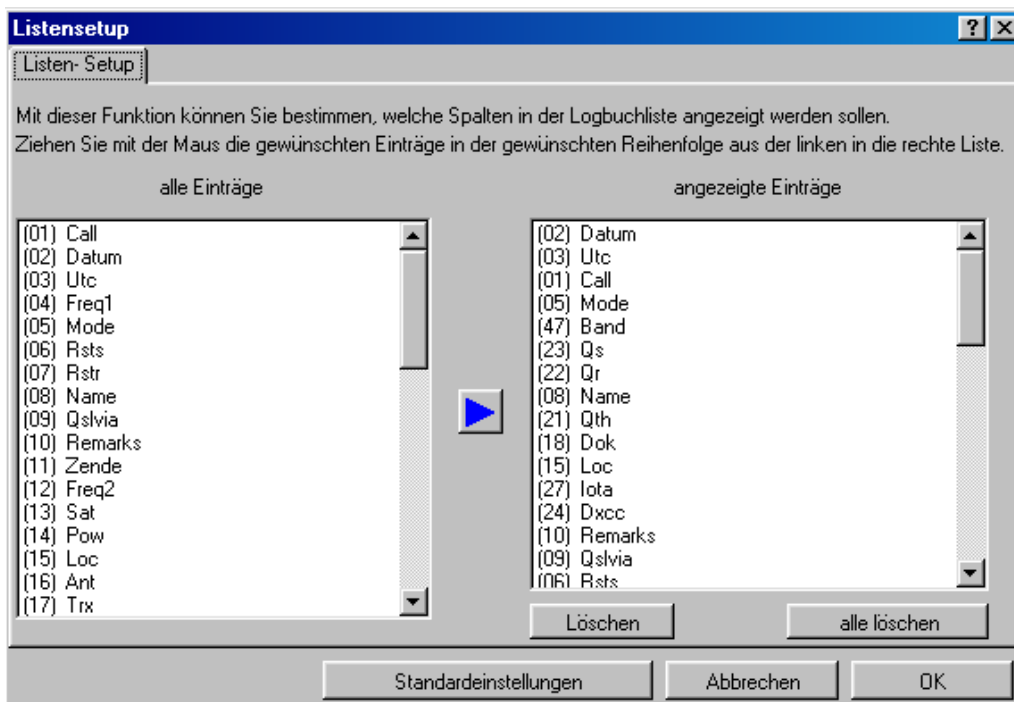 Listensetup
Listen- Setup
Mit dieser Funktion können Sie bestimmen, welche Spalten in der Logbuchliste angezeigt werden sollen.
Ziehen Sie mit der Maus die gewünschten Einträge in der gewünschten Reihenfolge aus der linken in die rechte Liste.
alle Einträge
(01) Call
(02) Datum
(03) Utc
(04) Freq1
(05) Mode
(06) Rsts
(07) Rstr
(08) Name
(09) Qslvia
(10) Remarks
(11) Zende
(12) Freq2
(13) Sat
(14) Pow
(15) Loc
(16) Ant
(17) Trx
angezeigte Einträge
(02) Datum
(03) Utc
(01) Call
(05) Mode
(47) Band
(23) Qs
(22) Qr
(08) Name
(21) Qth
(18) Dok
(15) Loc
(27) Iota
(24) Dxcc
(10) Remarks
(09) Qslvia
(06) Rsts
Löschen
alle löschen
Standardeinstellungen
Abbrechen
OK